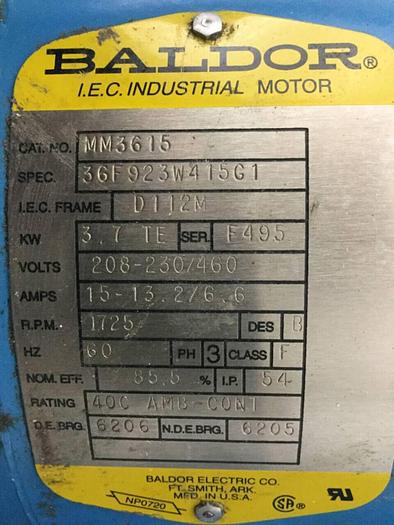 BALDOR®
I.E.C. INDUSTRIAL MOTOR
CAT. NO. MM3615
SPEC. 36F923W415G1
I.E.C. FRAME D112M
KW 3.7 TE SER. F495
VOLTS 208-230/460
AMPS 15-13.2/6.6
R.P.M. 1725 DES B
HZ 60 PH 3 CLASS F
NOM. EFF. 85.5 % I.P. 54
RATING 40C AMB-CONT
D.E. BRG. 6206 N.D.E. BRG. 6205
BALDOR ELECTRIC CO.
FT. SMITH, ARK.
MFD. IN U.S.A.
NP0720
SA
UR